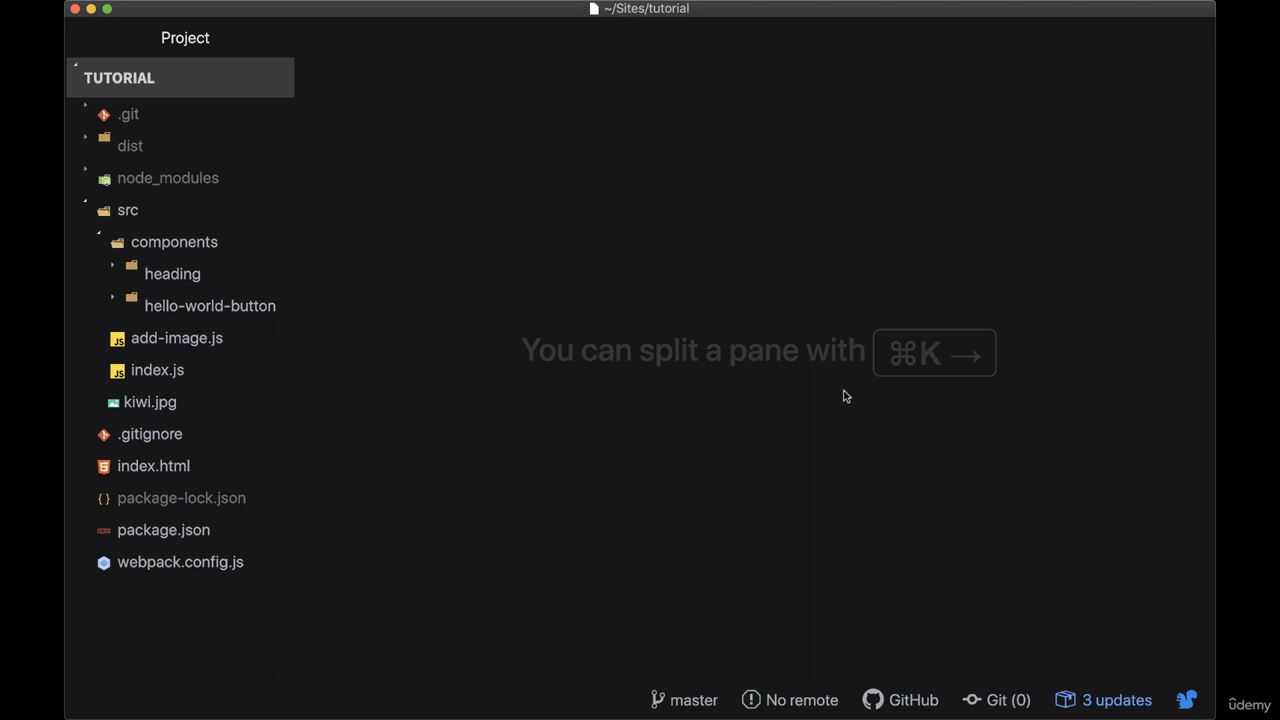 ~/Sites/tutorial
Project
TUTORIAL
.git
dist
node_modules
src
components
heading
hello-world-button
JS add-image.js
JS index.js
kiwi.jpg
.gitignore
index.html
package-lock.json
package.json
webpack.config.js
You can split a pane with ⌘K →
master No remote GitHub Git (0) 3 updates
ûdemy